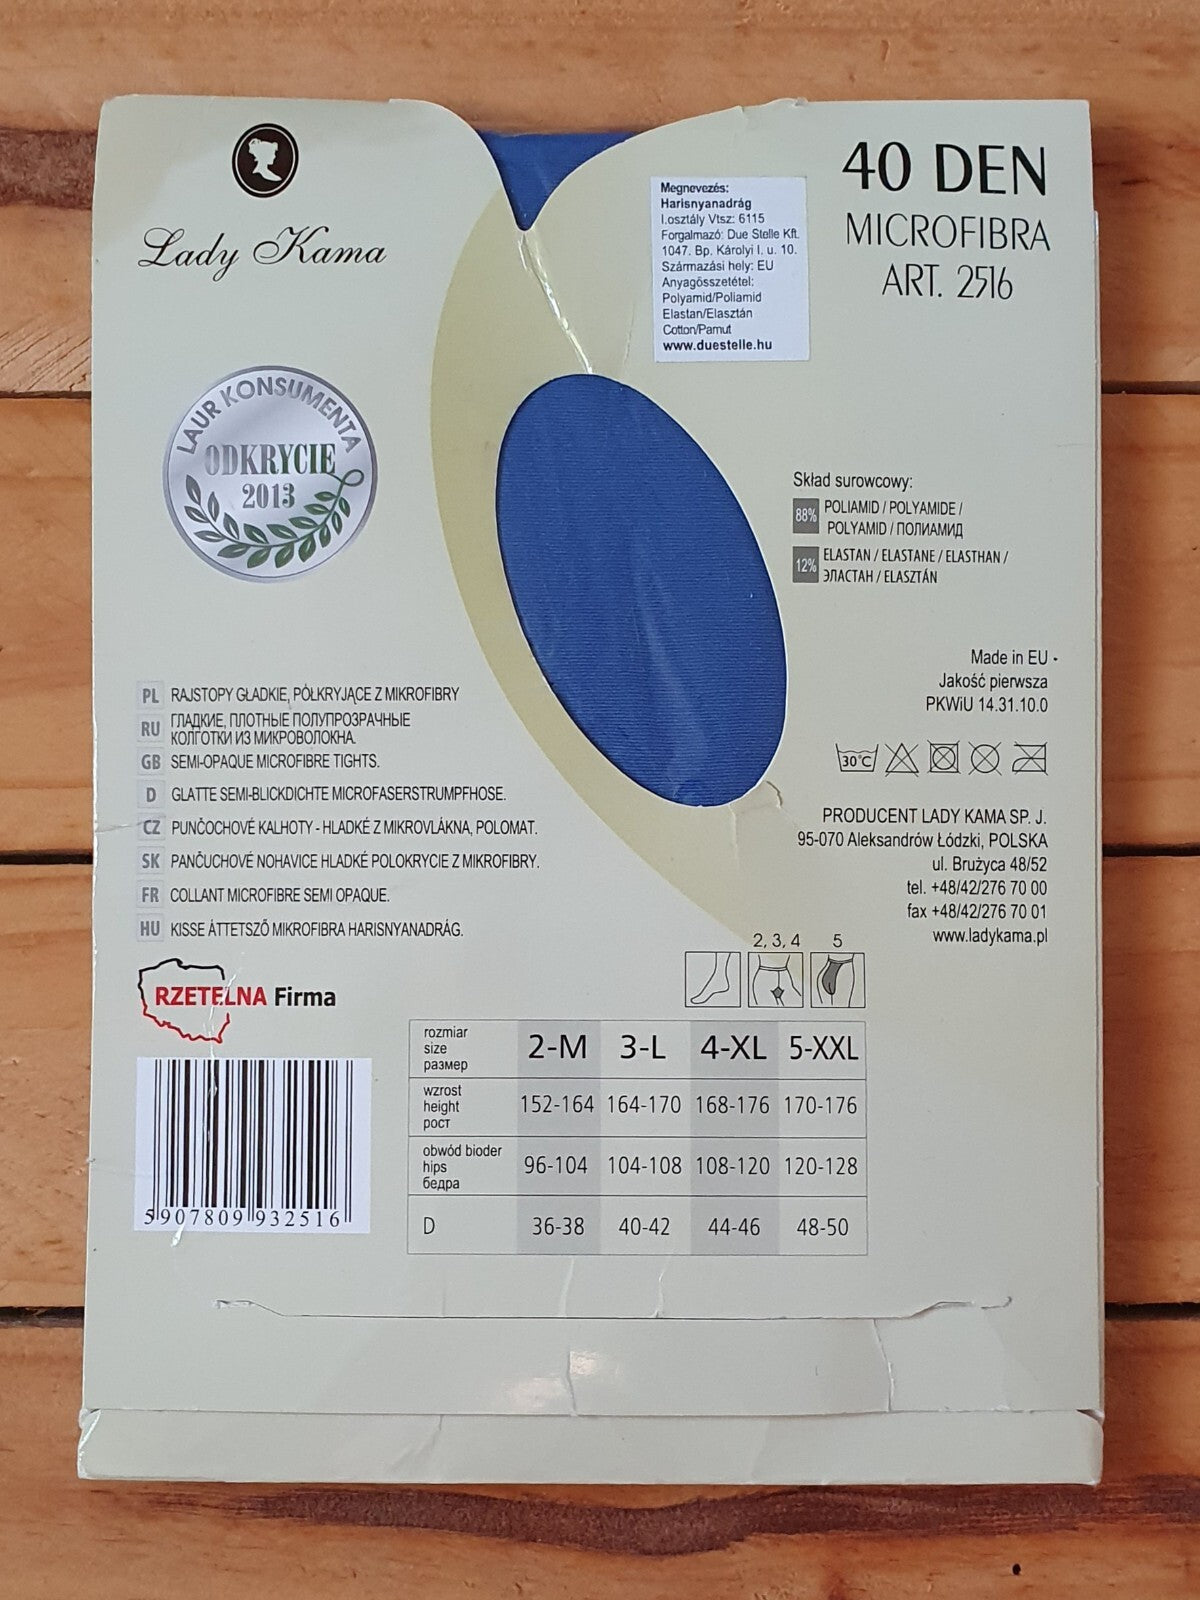 Lady Kama
40 DEN
MICROFIBRA
ART. 2516
Megnevezés:
Harisnyanadrág
I.osztály Vtsz: 6115
Forgalmazó: Due Stelle Kft.
1047. Bp. Károlyi I. u. 10.
Származási hely: EU
Anyagösszetétel:
Polyamid/Poliamid
Elastan/Elasztán
Cotton/Pamut
www.duestelle.hu
LAUR KONSUMENTA
ODKRYCIE
2013
Skład surowcowy:
88% POLIAMID / POLYAMIDE /
POLYAMID / ПОЛИАМИД
12% ELASTAN / ELASTANE / ELASTHAN /
ЭЛАСТАН / ELASZTÁN
Made in EU
Jakość pierwsza
PKWiU 14.31.10.0
30°C
PRODUCENT LADY KAMA SP. J.
95-070 Aleksandrów Łódzki, POLSKA
ul. Brużyca 48/52
tel. +48/42/276 70 00
fax +48/42/276 70 01
www.ladykama.pl
PL RAJSTOPY GŁADKIE, PÓŁKRYJĄCE Z MIKROFIBRY
RU ГЛАДКИЕ, ПЛОТНЫЕ ПОЛУПРОЗРАЧНЫЕ
КОЛГОТКИ ИЗ МИКРОВОЛОКНА.
GB SEMI-OPAQUE MICROFIBRE TIGHTS.
D GLATTE SEMI-BLICKDICHTE MICROFASERSTRUMPFHOSE.
CZ PUNČOCHOVÉ KALHOTY - HLADKÉ Z MIKROVLÁKNA, POLOMAT.
SK PANČUCHOVÉ NOHAVICE HLADKÉ POLOKRYCIE Z MIKROFIBRY.
FR COLLANT MICROFIBRE SEMI OPAQUE.
HU KISSE ÁTTETSZŐ MIKROFIBRA HARISNYANADRÁG.
RZETELNA Firma
2, 3, 4 5
rozmiar
size
размер
2-M 3-L 4-XL 5-XXL
wzrost
height
рост
152-164 164-170 168-176 170-176
obwód bioder
hips
бедра
96-104 104-108 108-120 120-128
D 36-38 40-42 44-46 48-50
5907809932516